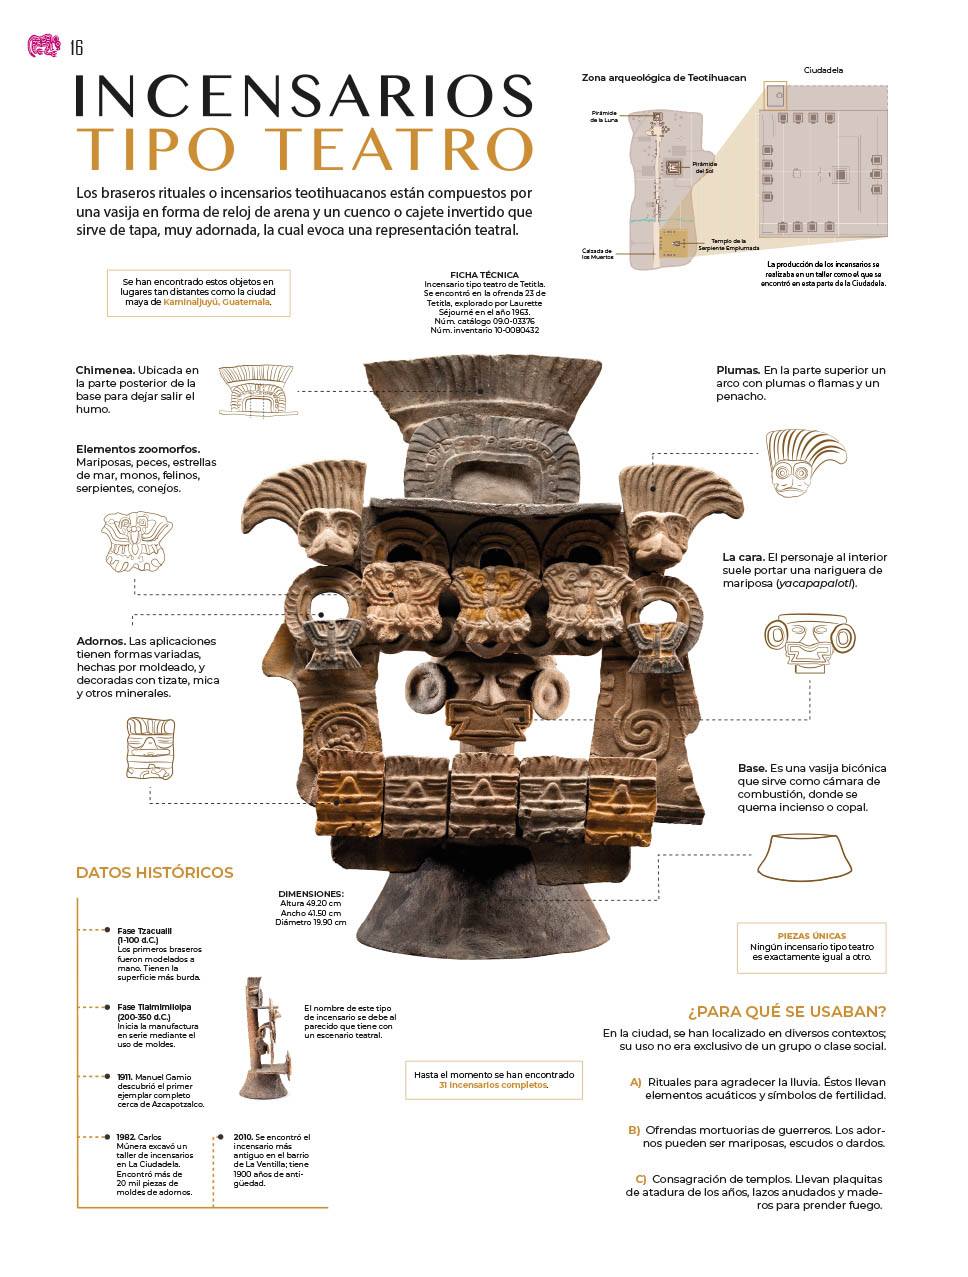 16
INCENSARIOS
TIPO TEATRO
Los braseros rituales o incensarios teotihuacanos están compuestos por
una vasija en forma de reloj de arena y un cuenco o cajete invertido que
sirve de tapa, muy adornada, la cual evoca una representación teatral.
Zona arqueológica de Teotihuacan
Ciudadela
Pirámide
de la Luna
Pirámide
del Sol
Templo de la
Serpiente Emplumada
Calzada de
los Muertos
La producción de los incensarios se
realizaba en un taller como el que se
encontró en esta parte de la Ciudadela.
Se han encontrado estos objetos en
lugares tan distantes como la ciudad
maya de Kaminaljuyú, Guatemala.
FICHA TÉCNICA
Incensario tipo teatro de Tetitla.
Se encontró en la ofrenda 23 de
Tetitla, explorado por Laurette
Séjourné en el año 1963.
Núm. catálogo 09.0-03376
Núm. inventario 10-0080432
Chimenea. Ubicada en
la parte posterior de la
base para dejar salir el
humo.
Elementos zoomorfos.
Mariposas, peces, estrellas
de mar, monos, felinos,
serpientes, conejos.
Adornos. Las aplicaciones
tienen formas variadas,
hechas por moldeado, y
decoradas con tizate, mica
y otros minerales.
Plumas. En la parte superior un
arco con plumas o flamas y un
penacho.
La cara. El personaje al interior
suele portar una nariguera de
mariposa (yacapapalotl).
Base. Es una vasija bicónica
que sirve como cámara de
combustión, donde se
quema incienso o copal.
DIMENSIONES:
Altura 49.20 cm
Ancho 41.50 cm
Diámetro 19.90 cm
DATOS HISTÓRICOS
Fase Tzacualli
(1-100 d.C.)
Los primeros braseros
fueron modelados a
mano. Tienen la
superficie más burda.
Fase Tlalmimilolpa
(200-350 d.C.)
Inicia la manufactura
en serie mediante el
uso de moldes.
1911. Manuel Gamio
descubrió el primer
ejemplar completo
cerca de Azcapotzalco.
1982. Carlos
Múnera excavó un
taller de incensarios
en La Ciudadela.
Encontró más de
20 mil piezas de
moldes de adornos.
2010. Se encontró el
incensario más
antiguo en el barrio
de La Ventilla; tiene
1900 años de anti-
güedad.
El nombre de este tipo
de incensario se debe al
parecido que tiene con
un escenario teatral.
Hasta el momento se han encontrado
31 incensarios completos.
PIEZAS ÚNICAS
Ningún incensario tipo teatro
es exactamente igual a otro.
¿PARA QUÉ SE USABAN?
En la ciudad, se han localizado en diversos contextos;
su uso no era exclusivo de un grupo o clase social.
A) Rituales para agradecer la lluvia. Éstos llevan
elementos acuáticos y símbolos de fertilidad.
B) Ofrendas mortuorias de guerreros. Los ador-
nos pueden ser mariposas, escudos o dardos.
C) Consagración de templos. Llevan plaquitas
de atadura de los años, lazos anudados y made-
ros para prender fuego.